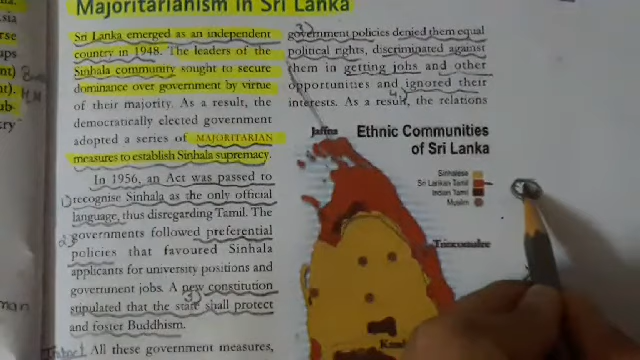 Majoritarianism in Sri Lanka
Sri Lanka emerged as an independent
country in 1948. The leaders of the
Sinhala community sought to secure
dominance over government by virtue
of their majority. As a result, the
democratically elected government
adopted a series of MAJORITARIAN
measures to establish Sinhala supremacy.
In 1956, an Act was passed to
1) recognise Sinhala as the only official
language, thus disregarding Tamil. The
2) governments followed preferential
policies that favoured Sinhala
applicants for university positions and
government jobs. A new constitution
3)
stipulated that the state shall protect
and foster Buddhism.
All these government measures,
3)
government policies denied them equal
political rights, discriminated against
them in getting jobs and other
opportunities and ignored their
4)
interests. As a result, the relations
Ethnic Communities
of Sri Lanka
Jaffna
Sinhalese
Sri Lankan Tamil
Indian Tamil
Muslim
Trincomalee